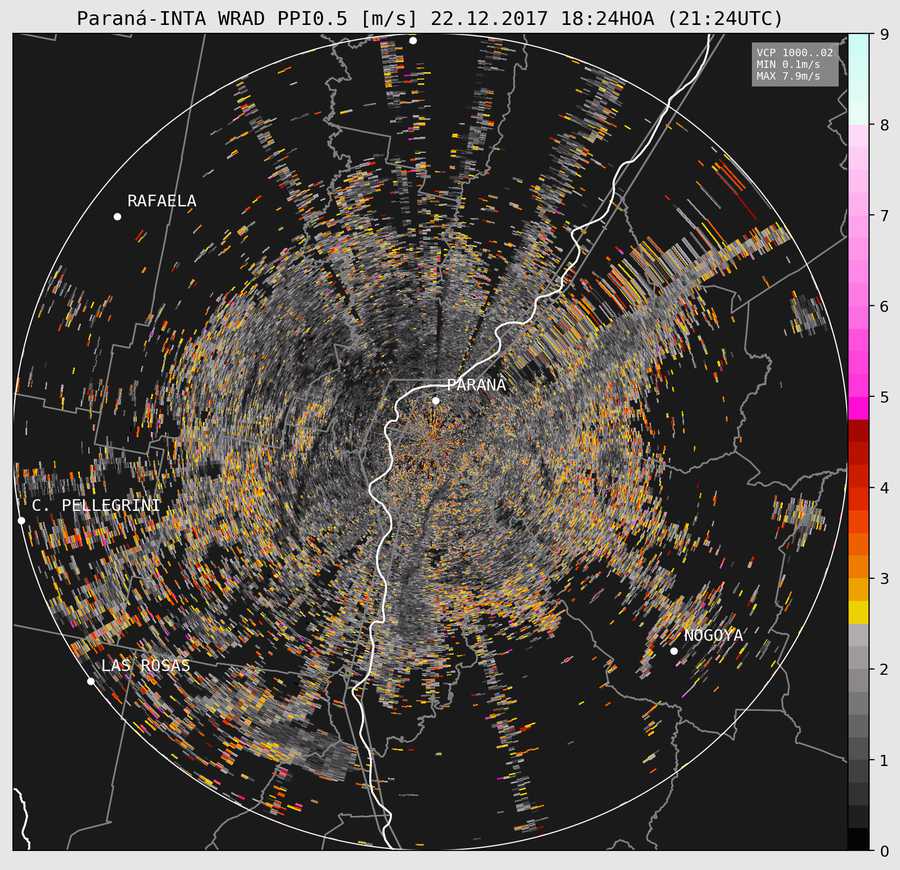 Paraná-INTA WRAD PPI0.5 [m/s] 22.12.2017 18:24HOA (21:24UTC)
VCP 1000..02
MIN 0.1m/s
MAX 7.9m/s
RAFAELA
PARANÁ
C. PELLEGRINI
NOGOYA
LAS ROSAS
9
8
7
6
5
4
3
2
1
0